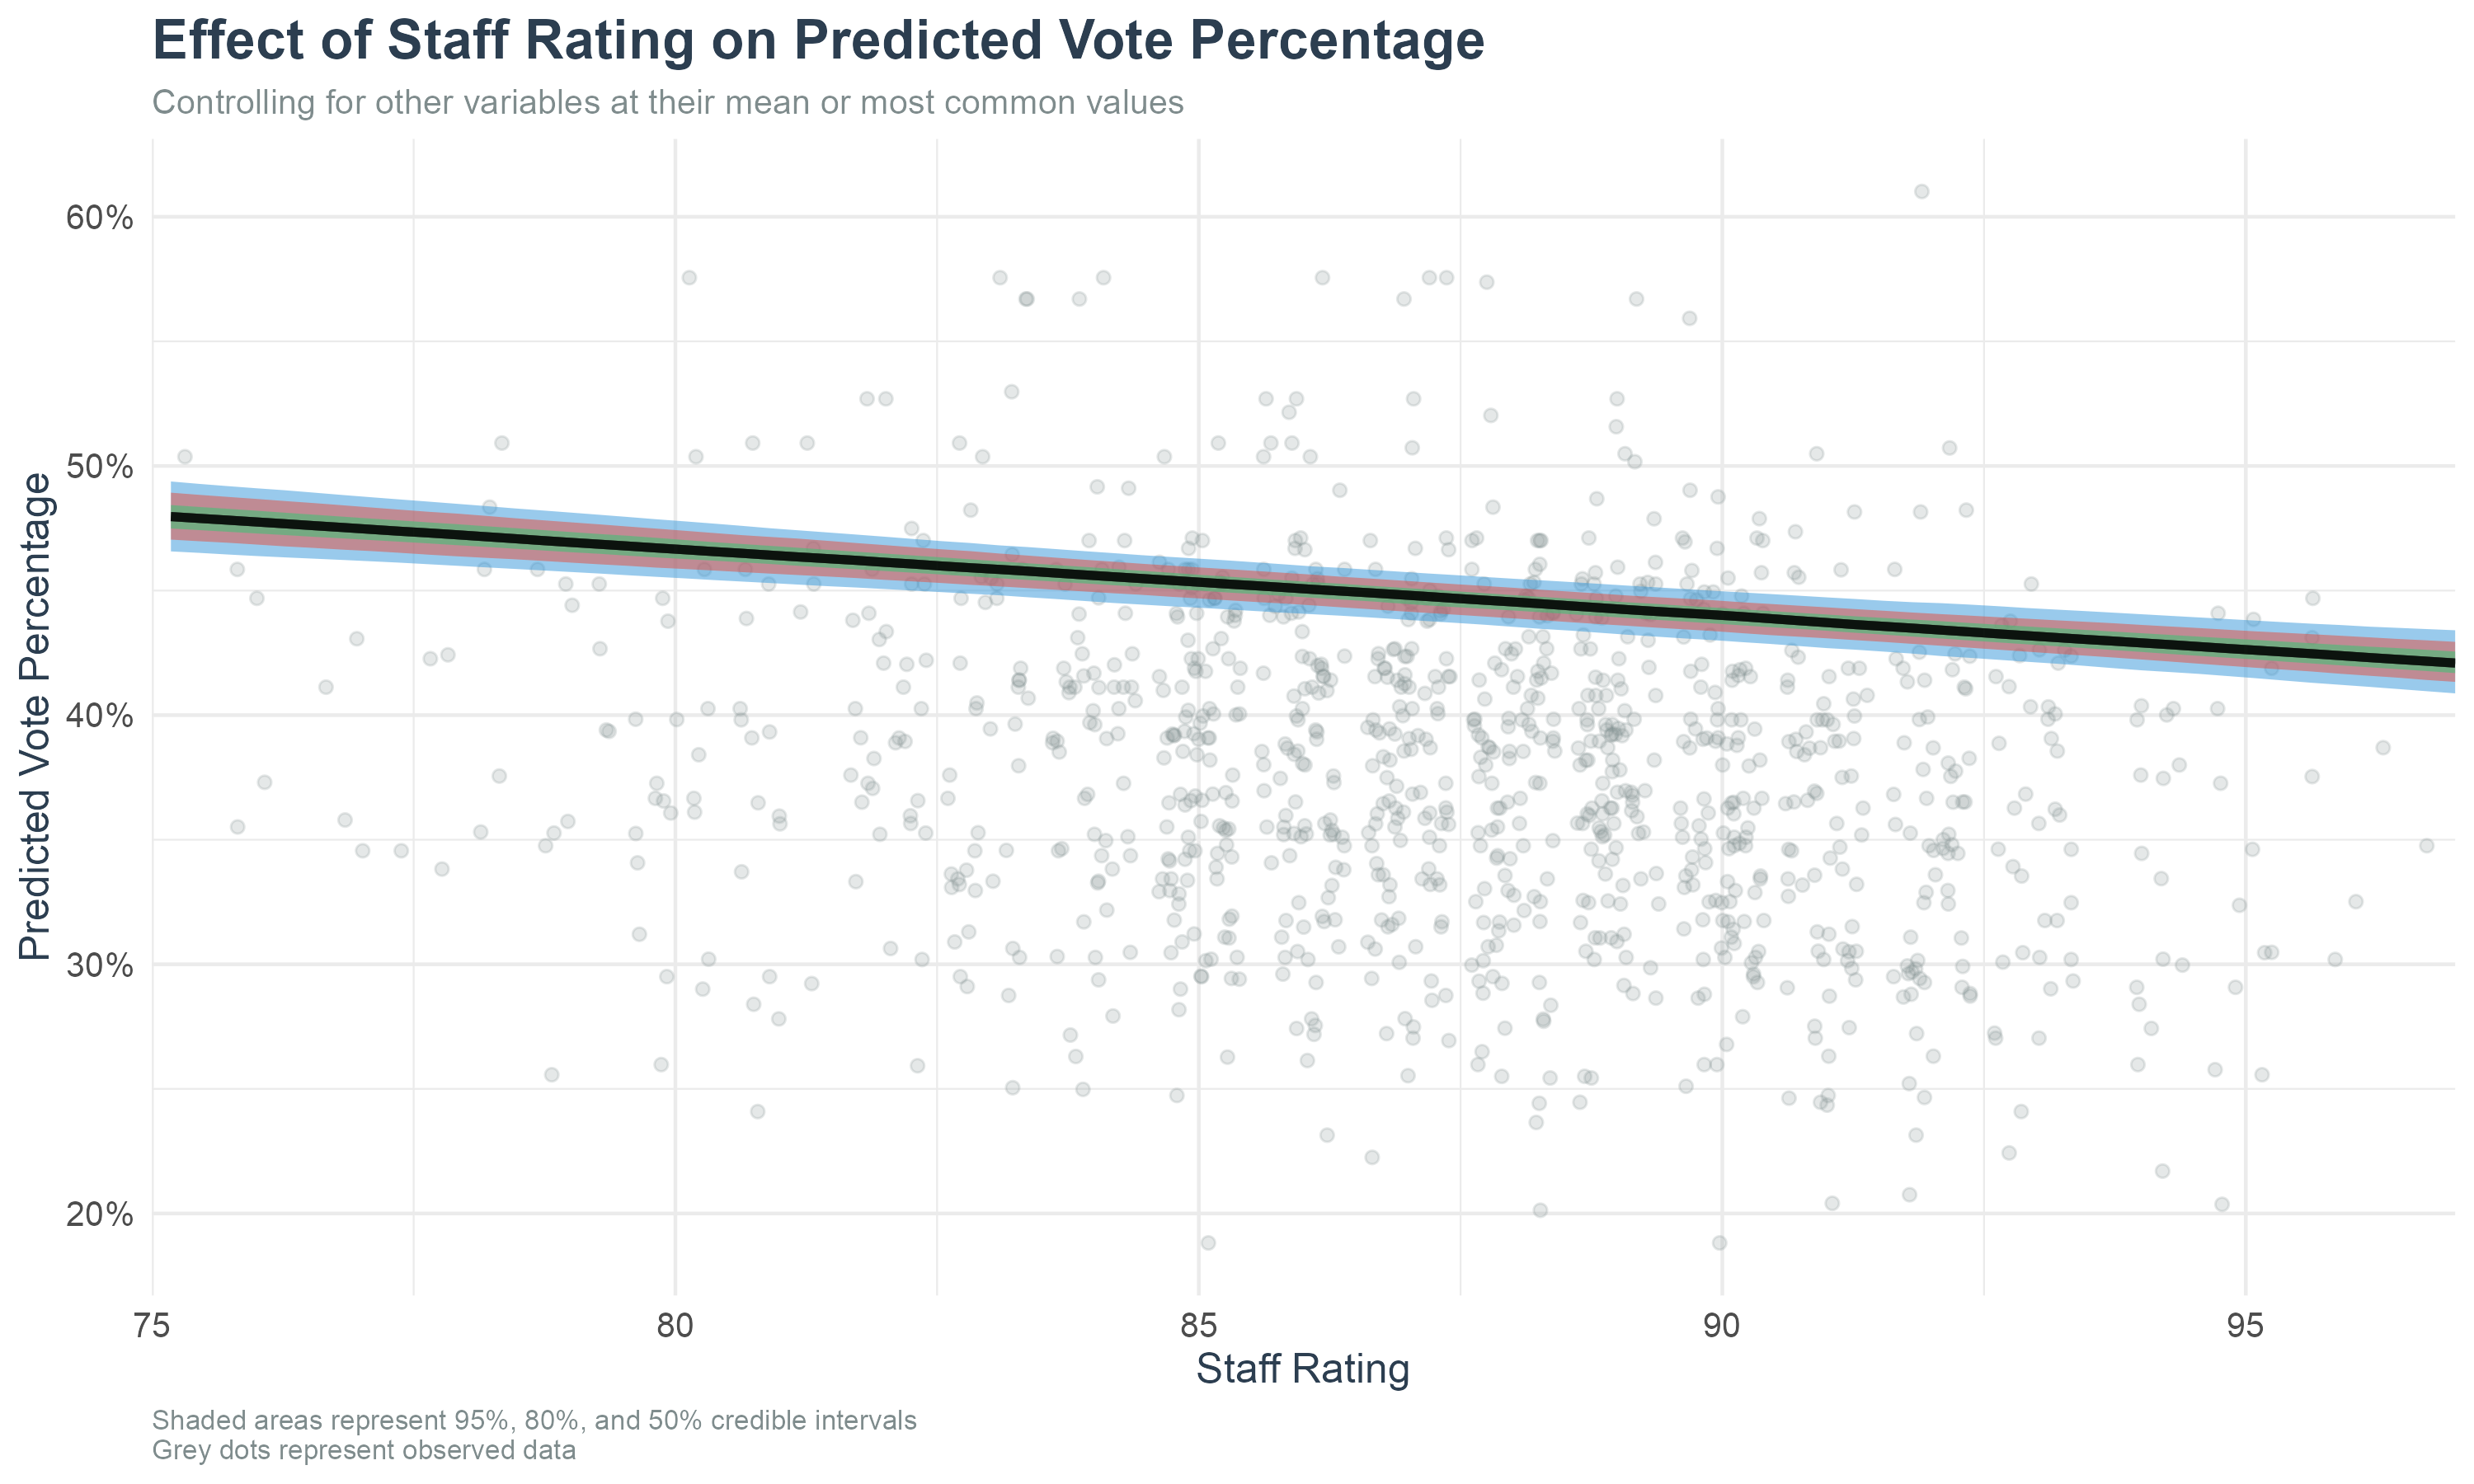 Effect of Staff Rating on Predicted Vote Percentage
Controlling for other variables at their mean or most common values
60%
50%
40%
30%
20%
Predicted Vote Percentage
75 80 85 90 95
Staff Rating
Shaded areas represent 95%, 80%, and 50% credible intervals
Grey dots represent observed data